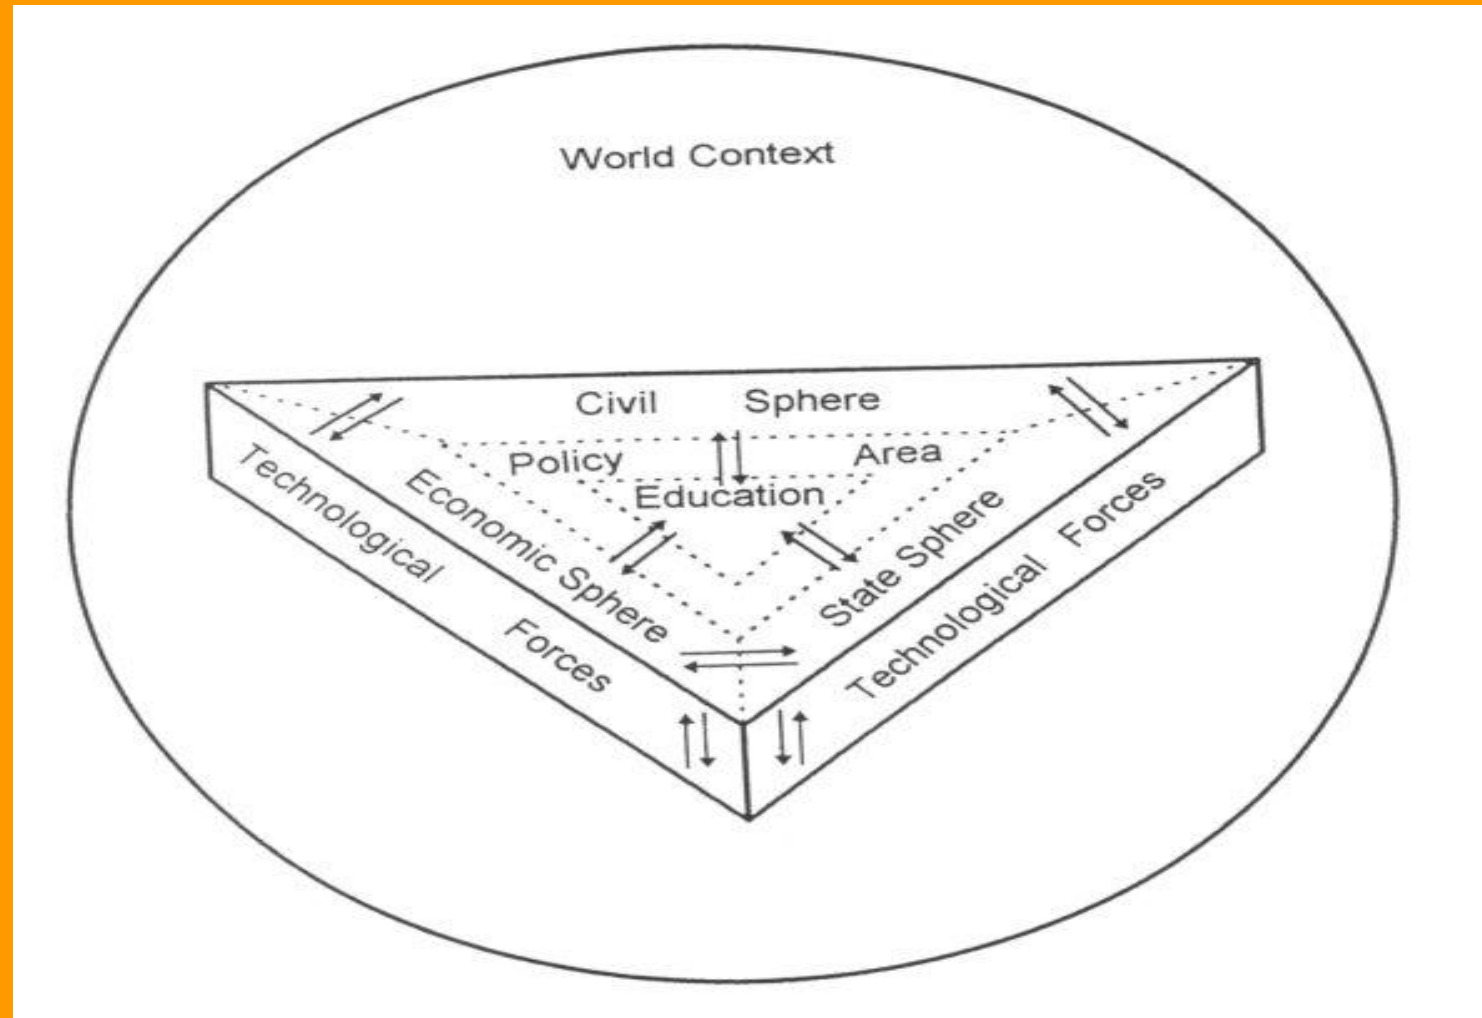 World Context
Civil Sphere
Policy Area
Education
Economic Sphere
State Sphere
Technological Forces
Technological Forces